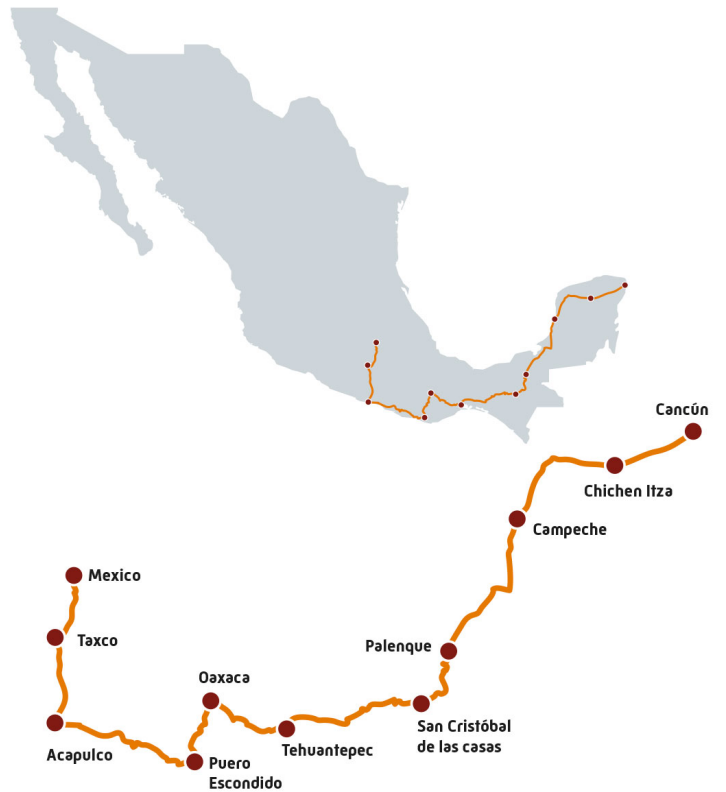 Cancún
Chichen Itza
Campeche
Mexico
Taxco
Palenque
Oaxaca
San Cristóbal
de las casas
Tehuantepec
Acapulco
Puero
Escondido